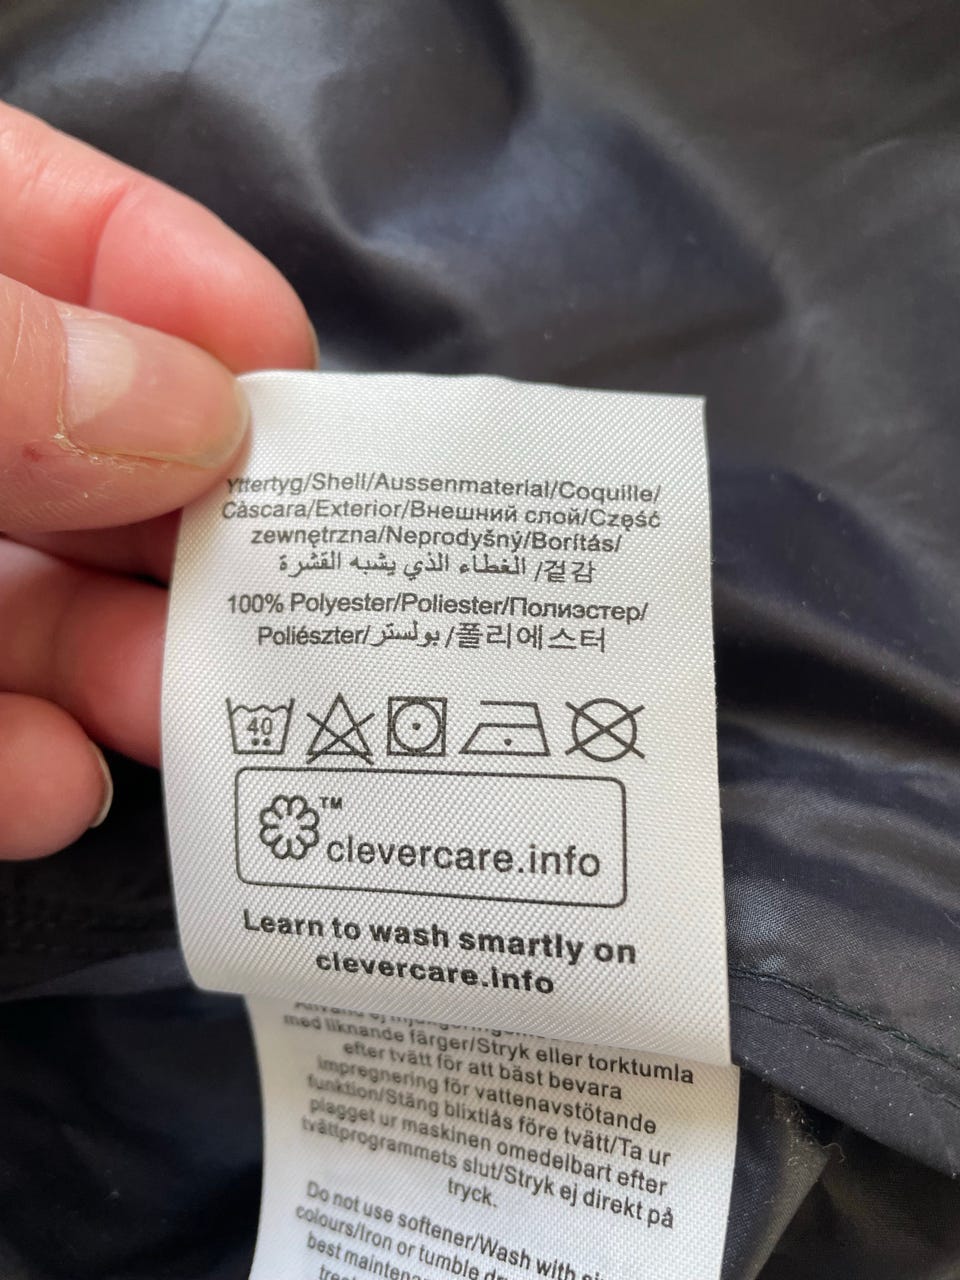 Yttertyg/Shell/Aussenmaterial/Coquille/
Cáscara/Exterior/Внешний слой/Część
zewnętrzna/Neprodyšný/Borítás/
겉감/ الغطاء الذي يشبه القشرة
100% Polyester/Poliester/Полиэстер/
Poliészter/بولستر /폴리에스터
40
TM
clevercare.info
Learn to wash smartly on
clevercare.info
med liknande färger/Stryk eller torktumla
efter tvätt för att bäst bevara
impregnering för vattenavstötande
funktion/Stäng blixtlås före tvätt/Ta ur
plagget ur maskinen omedelbart efter
tvättprogrammets slut/Stryk ej direkt på
tryck.
Do not use softener/Wash with
colours/Iron or tumble
best